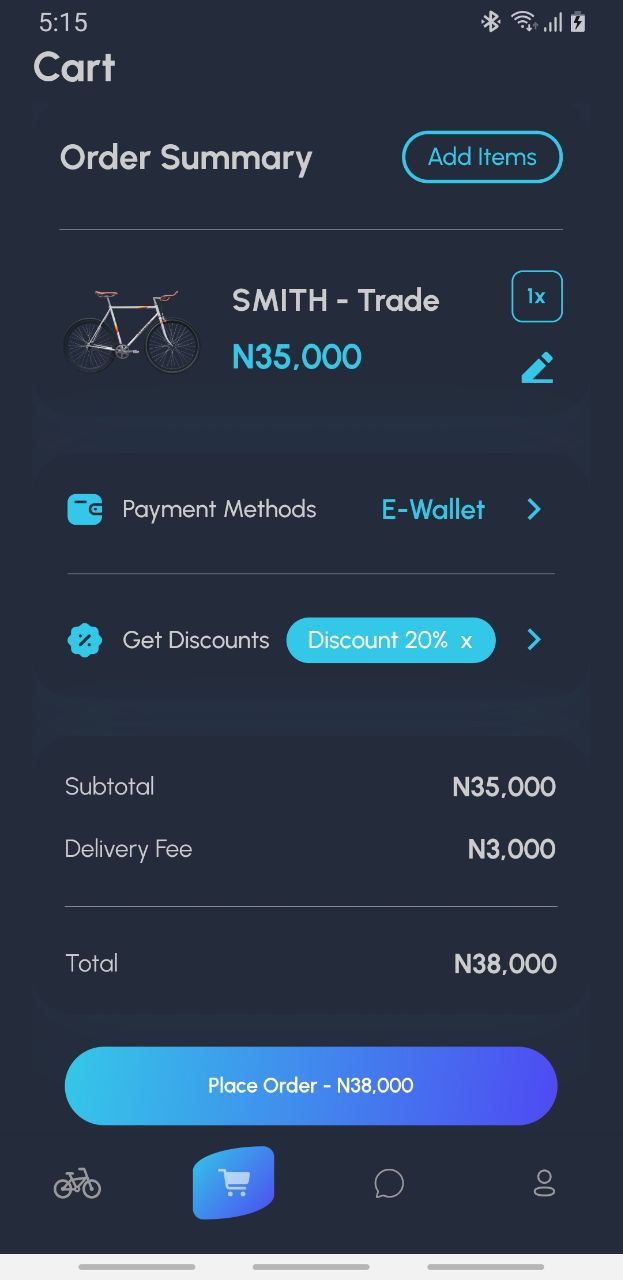 5:15
Cart
Order Summary
Add Items
SMITH - Trade
1x
N35,000
Payment Methods
E-Wallet
Get Discounts
Discount 20% x
Subtotal
N35,000
Delivery Fee
N3,000
Total
N38,000
Place Order - N38,000